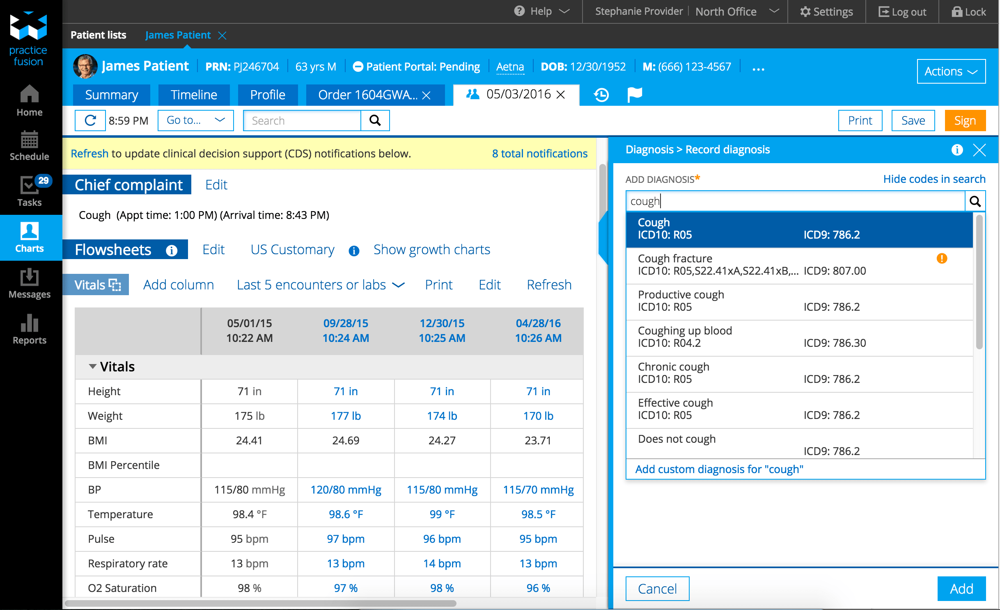 Help
Stephanie Provider
North Office
Settings
Log out
Lock
practice
fusion
Patient lists
James Patient
James Patient PRN: PJ246704 63 yrs M Patient Portal: Pending Aetna DOB: 12/30/1952 M: (666) 123-4567 ...
Actions
Summary Timeline Profile Order 1604GWA... 05/03/2016
8:59 PM Go to... Search
Print Save Sign
Home
Schedule
29
Tasks
Charts
Messages
Reports
Refresh to update clinical decision support (CDS) notifications below. 8 total notifications
Chief complaint Edit
Cough (Appt time: 1:00 PM) (Arrival time: 8:43 PM)
Flowsheets Edit US Customary Show growth charts
Vitals Add column Last 5 encounters or labs Print Edit Refresh
05/01/15 09/28/15 12/30/15 04/28/16
10:22 AM 10:24 AM 10:25 AM 10:26 AM
Vitals
Height 71 in 71 in 71 in 71 in
Weight 175 lb 177 lb 174 lb 170 lb
BMI 24.41 24.69 24.27 23.71
BMI Percentile
BP 115/80 mmHg 120/80 mmHg 115/80 mmHg 115/70 mmHg
Temperature 98.4 °F 98.6 °F 99 °F 98.5 °F
Pulse 95 bpm 97 bpm 96 bpm 95 bpm
Respiratory rate 13 bpm 13 bpm 14 bpm 13 bpm
O2 Saturation 98 % 97 % 98 % 96 %
Diagnosis > Record diagnosis
ADD DIAGNOSIS* Hide codes in search
cough
Cough
ICD10: R05 ICD9: 786.2
Cough fracture
ICD10: R05,S22.41xA,S22.41xB,... ICD9: 807.00
Productive cough
ICD10: R05 ICD9: 786.2
Coughing up blood
ICD10: R04.2 ICD9: 786.30
Chronic cough
ICD10: R05 ICD9: 786.2
Effective cough
ICD10: R05 ICD9: 786.2
Does not cough
ICD9: 786.2
Add custom diagnosis for "cough"
Cancel Add